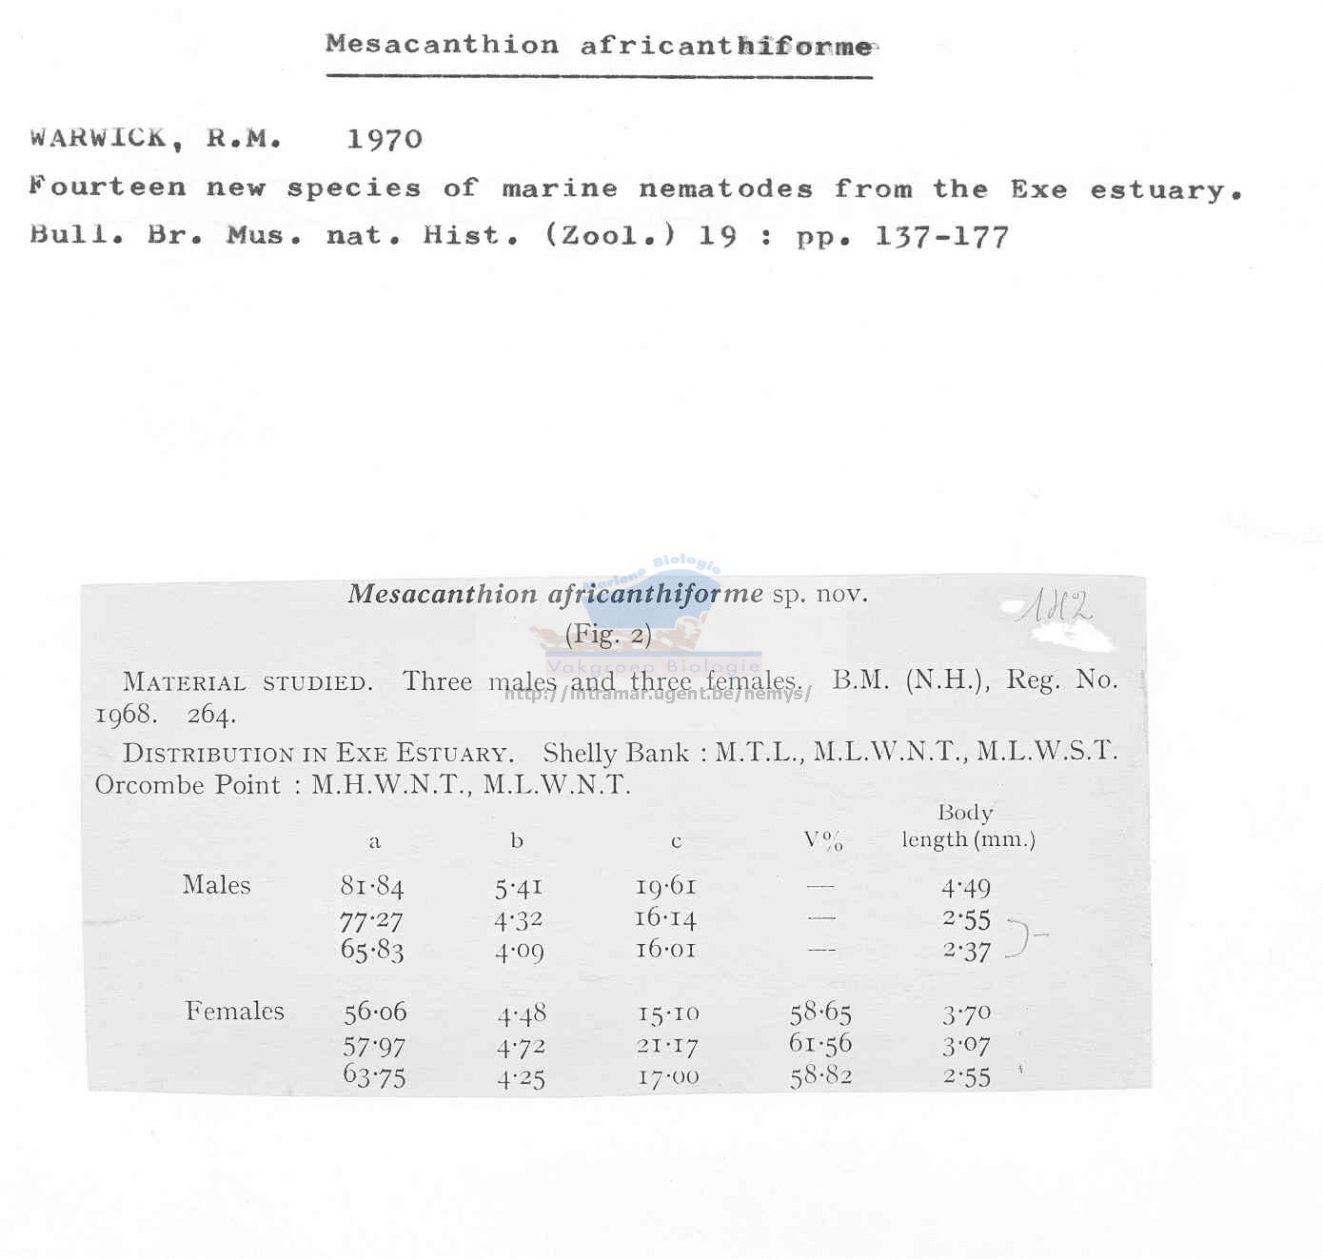 Mesacanthion africanthiforme
WARWICK, R.M. 1970
Fourteen new species of marine nematodes from the Exe estuary.
Bull. Br. Mus. nat. Hist. (Zool.) 19 : pp. 137-177
Marine Biologie
Mesacanthion africanthiforme sp. nov.
1112
(Fig. 2)
Vakgroep Biologie
MATERIAL STUDIED. Three males and three females. B.M. (N.H.), Reg. No.
http://intramar.ugent.be/nemys/
1968. 264.
DISTRIBUTION IN EXE ESTUARY. Shelly Bank : M.T.L., M.L.W.N.T., M.L.W.S.T.
Orcombe Point : M.H.W.N.T., M.L.W.N.T.
a b c V% Body length (mm.)
Males 81·84 5·41 19·61 — 4·49
77·27 4·32 16·14 — 2·55
65·83 4·09 16·01 — 2·37
Females 56·06 4·48 15·10 58·65 3·70
57·97 4·72 21·17 61·56 3·07
63·75 4·25 17·00 58·82 2·55